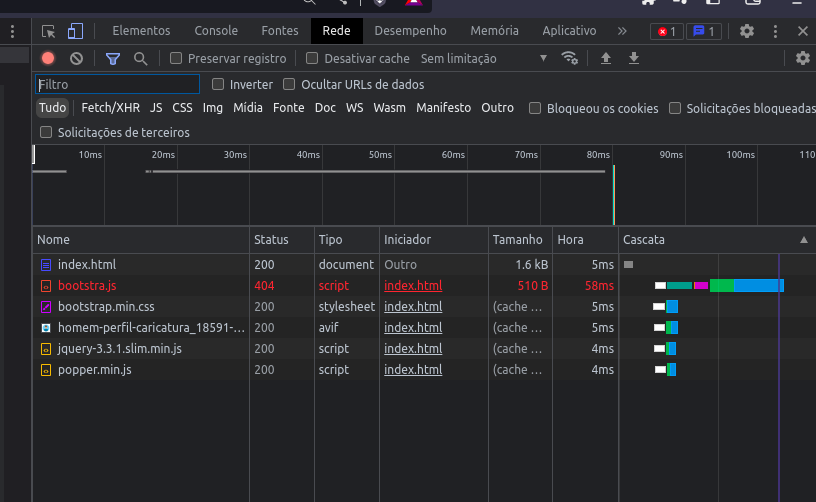 Elementos Console Fontes Rede Desempenho Memória Aplicativo » 1 1
Preservar registro Desativar cache Sem limitação
Filtro Inverter Ocultar URLs de dados
Tudo Fetch/XHR JS CSS Img Mídia Fonte Doc WS Wasm Manifesto Outro Bloqueou os cookies Solicitações bloqueadas
Solicitações de terceiros
10ms 20ms 30ms 40ms 50ms 60ms 70ms 80ms 90ms 100ms 110
Nome Status Tipo Iniciador Tamanho Hora Cascata
index.html 200 document Outro 1.6 kB 5ms
bootstra.js 404 script index.html 510 B 58ms
bootstrap.min.css 200 stylesheet index.html (cache ... 5ms
homem-perfil-caricatura_18591-... 200 avif index.html (cache ... 5ms
jquery-3.3.1.slim.min.js 200 script index.html (cache ... 4ms
popper.min.js 200 script index.html (cache ... 4ms